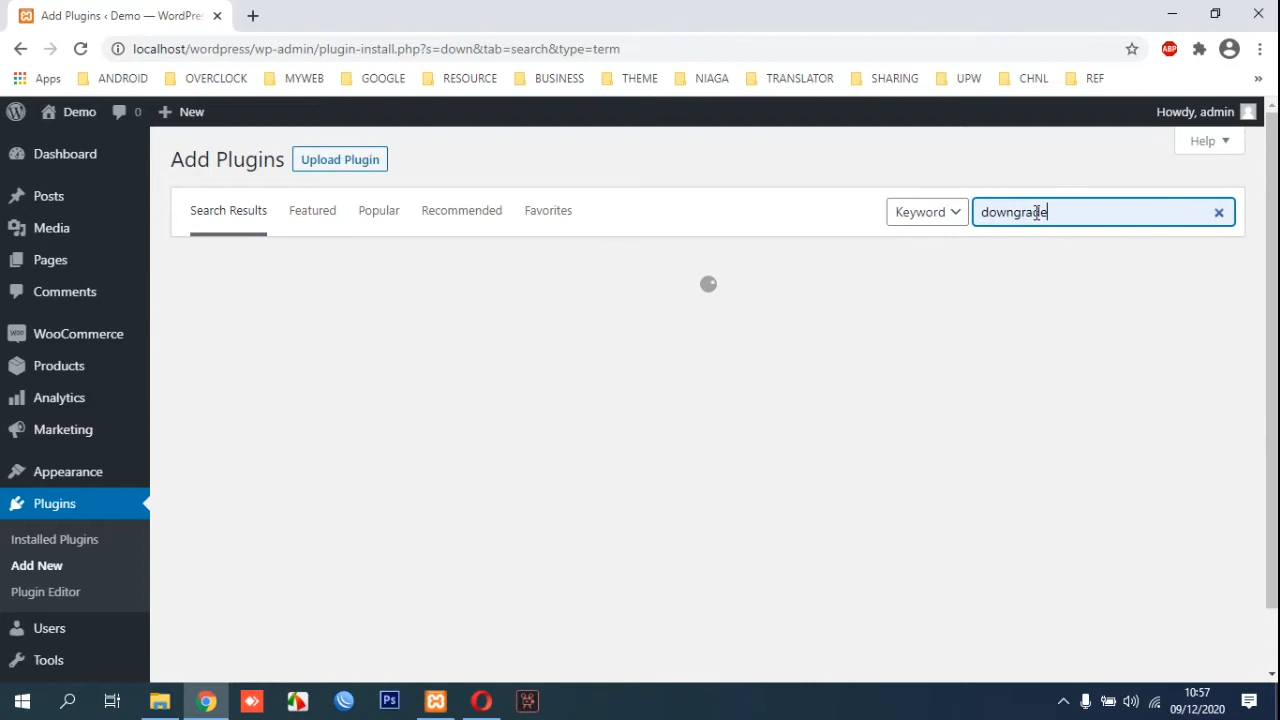 Add Plugins ‹ Demo — WordPre
localhost/wordpress/wp-admin/plugin-install.php?s=down&tab=search&type=term
ABP
Apps ANDROID OVERCLOCK MYWEB GOOGLE RESOURCE BUSINESS THEME NIAGA TRANSLATOR SHARING UPW CHNL REF »
Demo 0 New Howdy, admin
Help
Add Plugins Upload Plugin
Search Results Featured Popular Recommended Favorites Keyword downgrade
Dashboard
Posts
Media
Pages
Comments
WooCommerce
Products
Analytics
Marketing
Appearance
Plugins
Installed Plugins
Add New
Plugin Editor
Users
Tools
Ps
10:57
09/12/2020